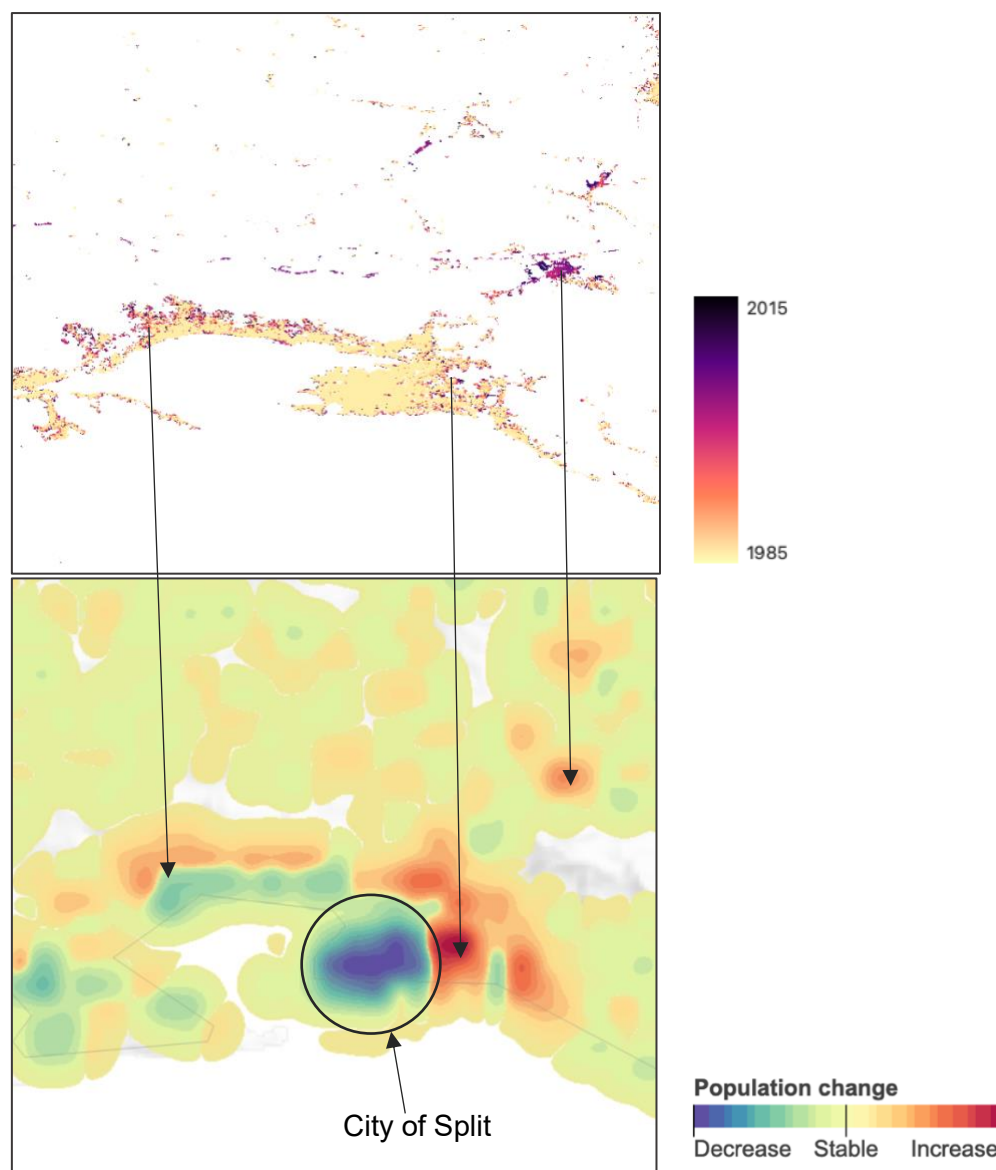 2015
1985
City of Split
Population change
Decrease Stable Increase